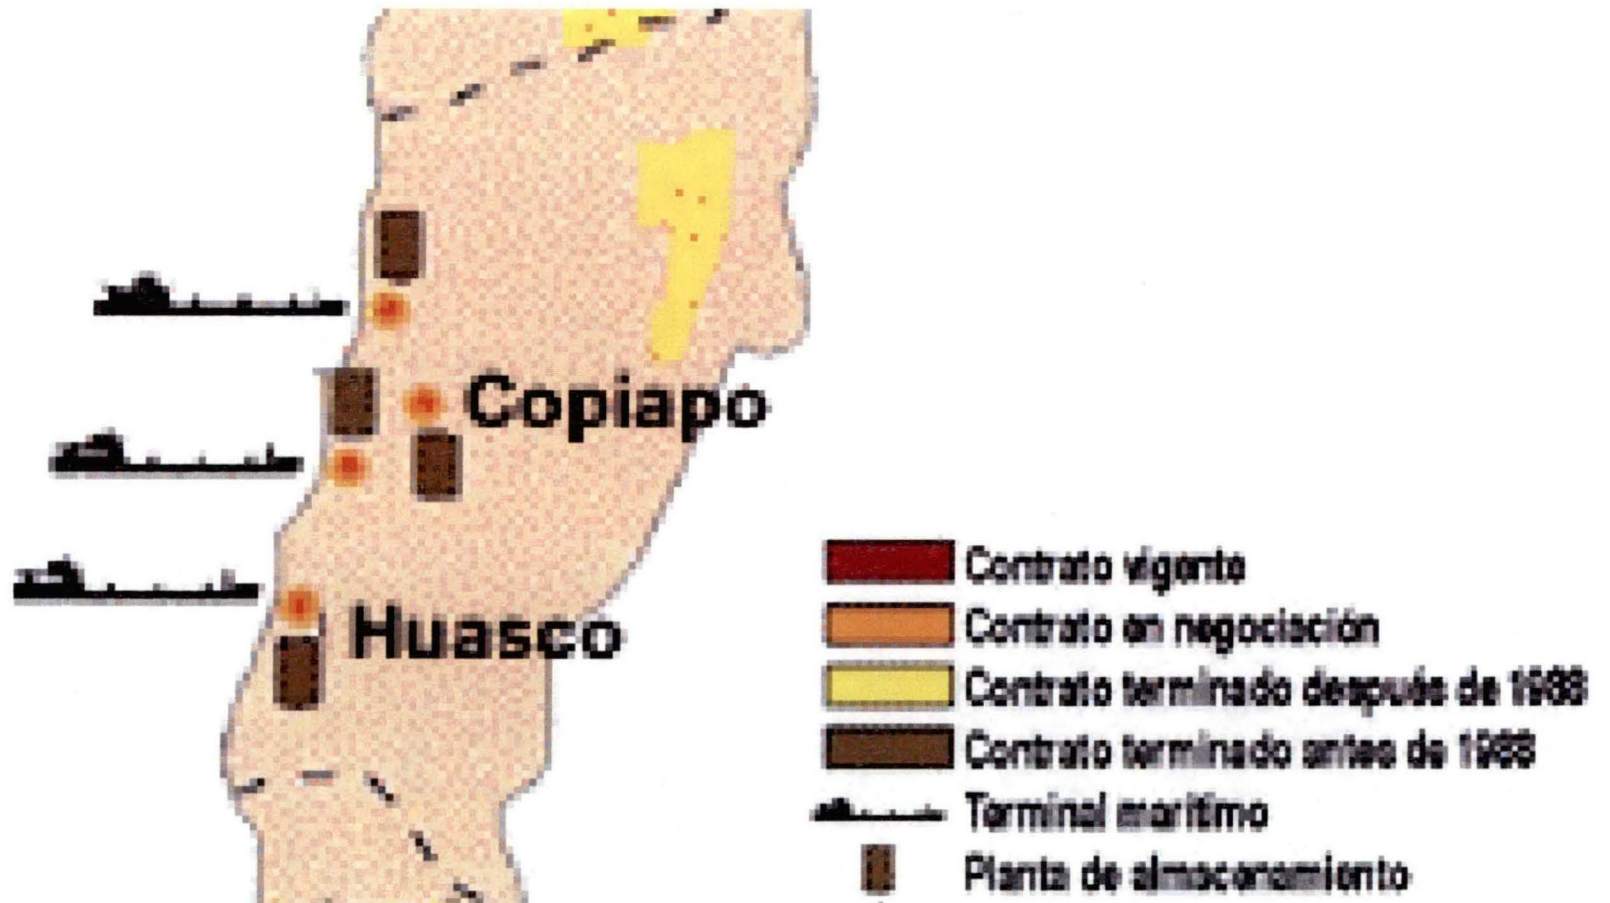 Copiapo
Huasco
Contrato vigente
Contrato en negociación
Contrato terminado después de 1988
Contrato terminado antes de 1988
Terminal marítimo
Planta de almacenamiento